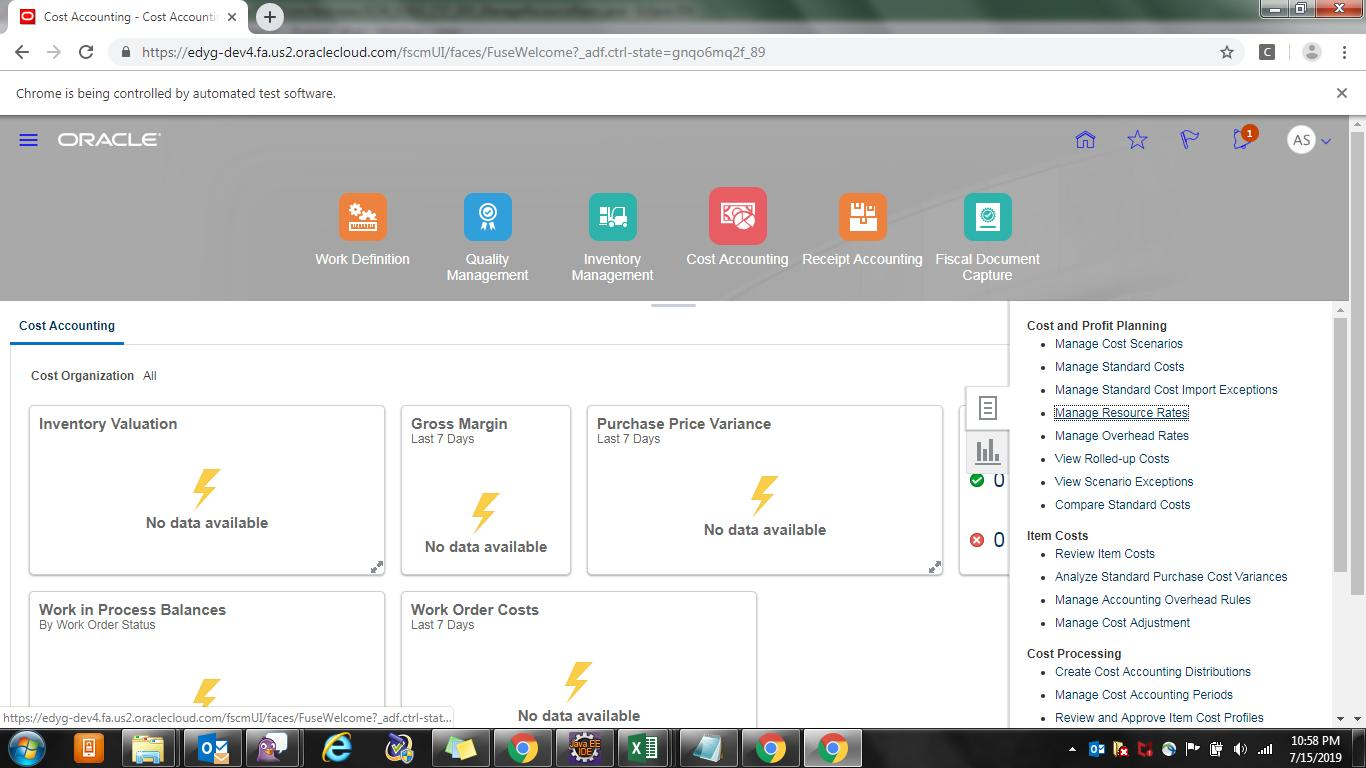 Cost Accounting - Cost Accountin
https://edyg-dev4.fa.us2.oraclecloud.com/fscmUI/faces/FuseWelcome?_adf.ctrl-state=gnqo6mq2f_89
C
Chrome is being controlled by automated test software.
ORACLE
1
AS
Work Definition
Quality
Management
Inventory
Management
Cost Accounting
Receipt Accounting
Fiscal Document
Capture
Cost Accounting
Cost Organization All
Inventory Valuation
No data available
Gross Margin
Last 7 Days
No data available
Purchase Price Variance
Last 7 Days
No data available
0
0
Work in Process Balances
By Work Order Status
Work Order Costs
Last 7 Days
No data available
Cost and Profit Planning
Manage Cost Scenarios
Manage Standard Costs
Manage Standard Cost Import Exceptions
Manage Resource Rates
Manage Overhead Rates
View Rolled-up Costs
View Scenario Exceptions
Compare Standard Costs
Item Costs
Review Item Costs
Analyze Standard Purchase Cost Variances
Manage Accounting Overhead Rules
Manage Cost Adjustment
Cost Processing
Create Cost Accounting Distributions
Manage Cost Accounting Periods
Review and Approve Item Cost Profiles
https://edyg-dev4.fa.us2.oraclecloud.com/fscmUI/faces/FuseWelcome?_adf.ctrl-stat...
Java EE
IDE
10:58 PM
7/15/2019